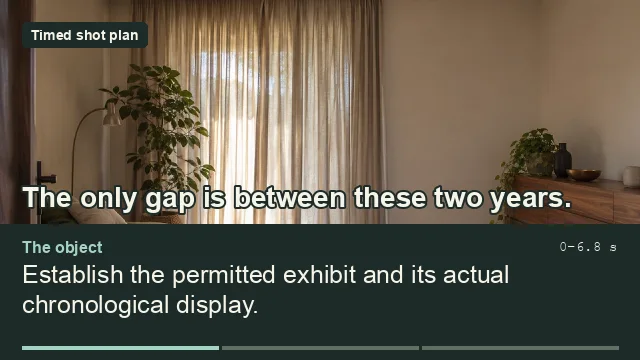 Timed shot plan
The only gap is between these two years.
The object
0–6.8 s
Establish the permitted exhibit and its actual
chronological display.